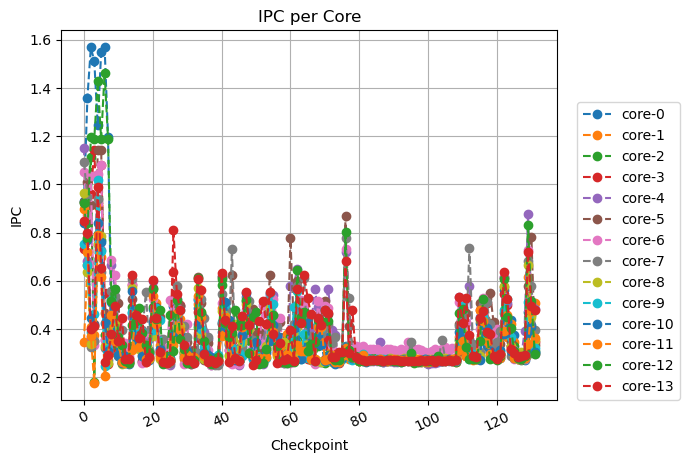 IPC per Core
IPC
1.6
1.4
1.2
1.0
0.8
0.6
0.4
0.2
0
20
40
60
80
100
120
Checkpoint
core-0
core-1
core-2
core-3
core-4
core-5
core-6
core-7
core-8
core-9
core-10
core-11
core-12
core-13